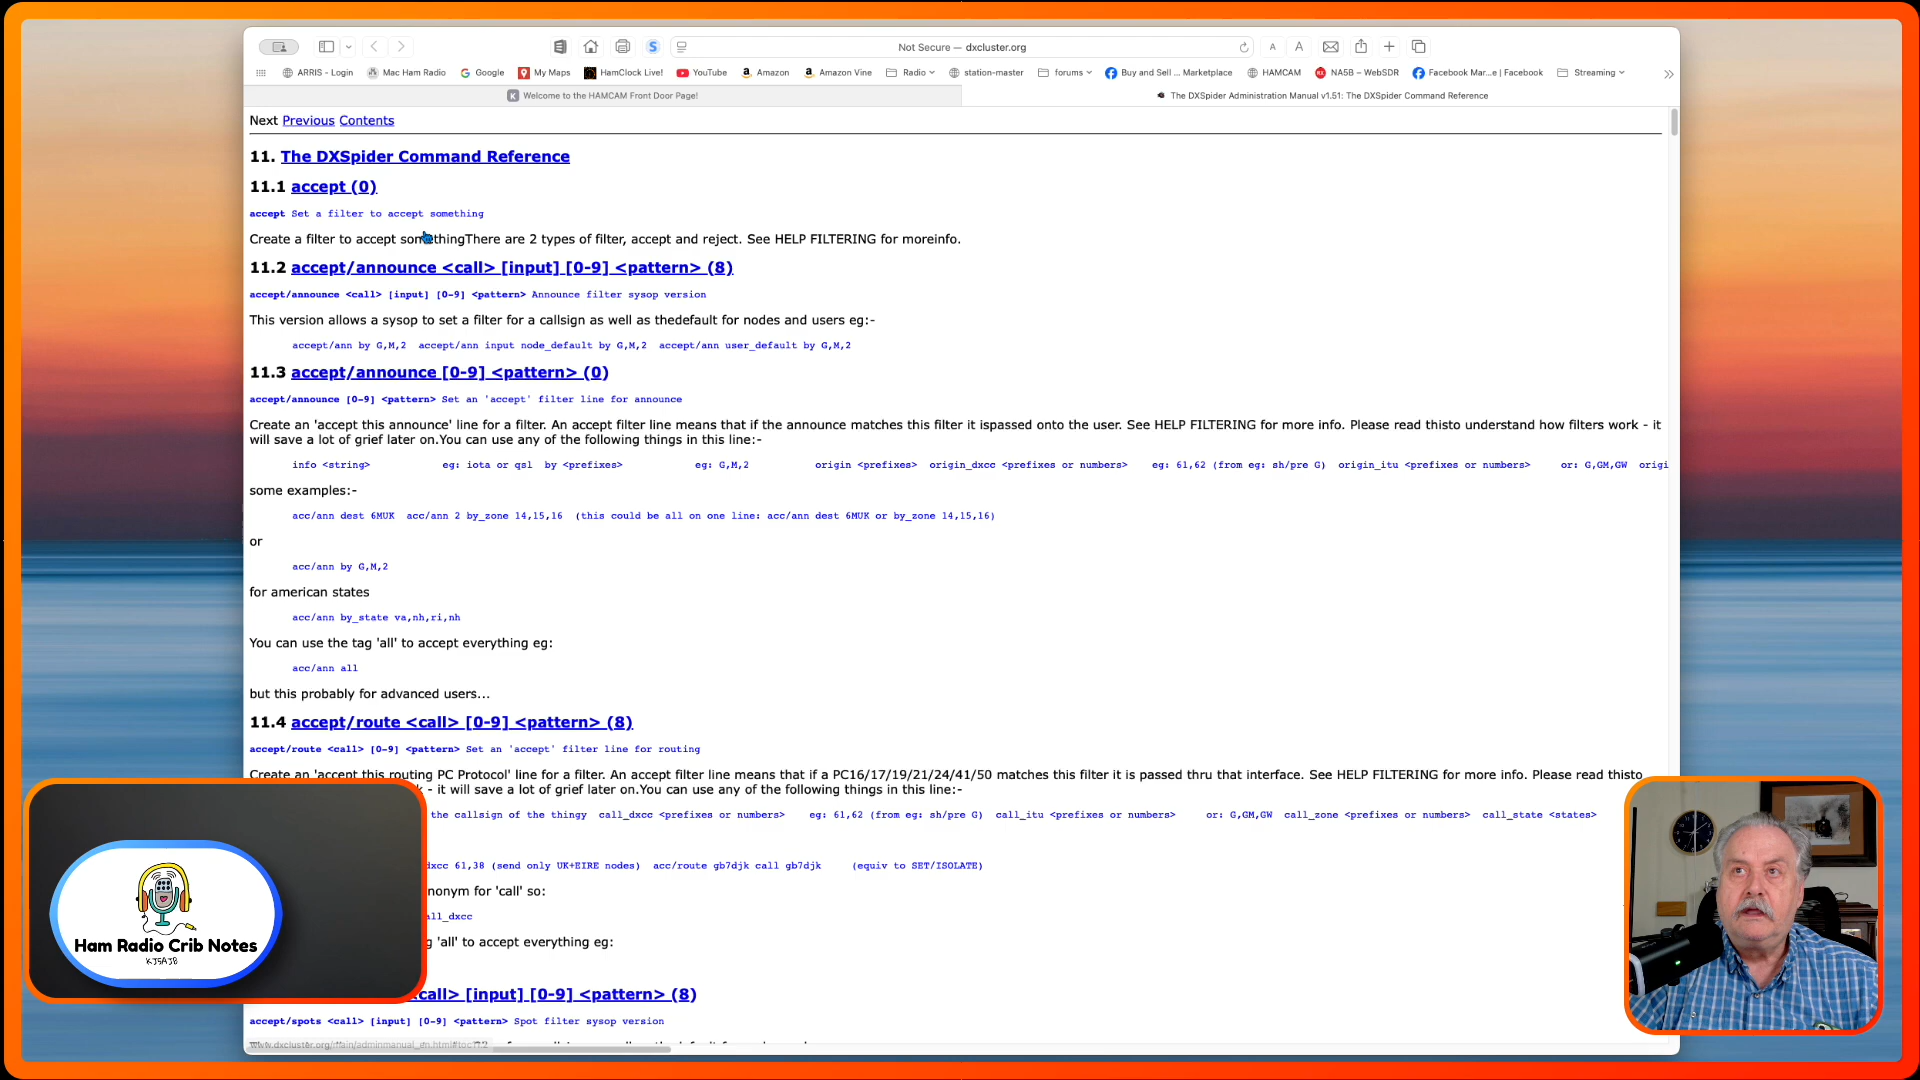 Not Secure — dxcluster.org
A A
ARRIS - Login Mac Ham Radio Google My Maps HamClock Live! YouTube Amazon Amazon Vine Radio station-master forums Buy and Sell ... Marketplace HAMCAM NA5B – WebSDR Facebook Mar...e | Facebook Streaming
Welcome to the HAMCAM Front Door Page! The DXSpider Administration Manual v1.51: The DXSpider Command Reference
Next Previous Contents
11. The DXSpider Command Reference
11.1 accept (0)
accept Set a filter to accept something
Create a filter to accept somethingThere are 2 types of filter, accept and reject. See HELP FILTERING for moreinfo.
11.2 accept/announce <call> [input] [0-9] <pattern> (8)
accept/announce <call> [input] [0-9] <pattern> Announce filter sysop version
This version allows a sysop to set a filter for a callsign as well as thedefault for nodes and users eg:-
accept/ann by G,M,2 accept/ann input node_default by G,M,2 accept/ann user_default by G,M,2
11.3 accept/announce [0-9] <pattern> (0)
accept/announce [0-9] <pattern> Set an 'accept' filter line for announce
Create an 'accept this announce' line for a filter. An accept filter line means that if the announce matches this filter it ispassed onto the user. See HELP FILTERING for more info. Please read thisto understand how filters work - it
will save a lot of grief later on.You can use any of the following things in this line:-
info <string> eg: iota or qsl by <prefixes> eg: G,M,2 origin <prefixes> origin_dxcc <prefixes or numbers> eg: 61,62 (from eg: sh/pre G) origin_itu <prefixes or numbers> or: G,GM,GW origi
some examples:-
acc/ann dest 6MUK acc/ann 2 by_zone 14,15,16 (this could be all on one line: acc/ann dest 6MUK or by_zone 14,15,16)
or
acc/ann by G,M,2
for american states
acc/ann by_state va,nh,ri,nh
You can use the tag 'all' to accept everything eg:
acc/ann all
but this probably for advanced users...
11.4 accept/route <call> [0-9] <pattern> (8)
accept/route <call> [0-9] <pattern> Set an 'accept' filter line for routing
Create an 'accept this routing PC Protocol' line for a filter. An accept filter line means that if a PC16/17/19/21/24/41/50 matches this filter it is passed thru that interface. See HELP FILTERING for more info. Please read thisto
- it will save a lot of grief later on.You can use any of the following things in this line:-
the callsign of the thingy call_dxcc <prefixes or numbers> eg: 61,62 (from eg: sh/pre G) call_itu <prefixes or numbers> or: G,GM,GW call_zone <prefixes or numbers> call_state <states>
dxcc 61,38 (send only UK+EIRE nodes) acc/route gb7djk call gb7djk (equiv to SET/ISOLATE)
nonym for 'call' so:
all_dxcc
g 'all' to accept everything eg:
call> [input] [0-9] <pattern> (8)
accept/spots <call> [input] [0-9] <pattern> Spot filter sysop version
Ham Radio Crib Notes
KJ5AJB